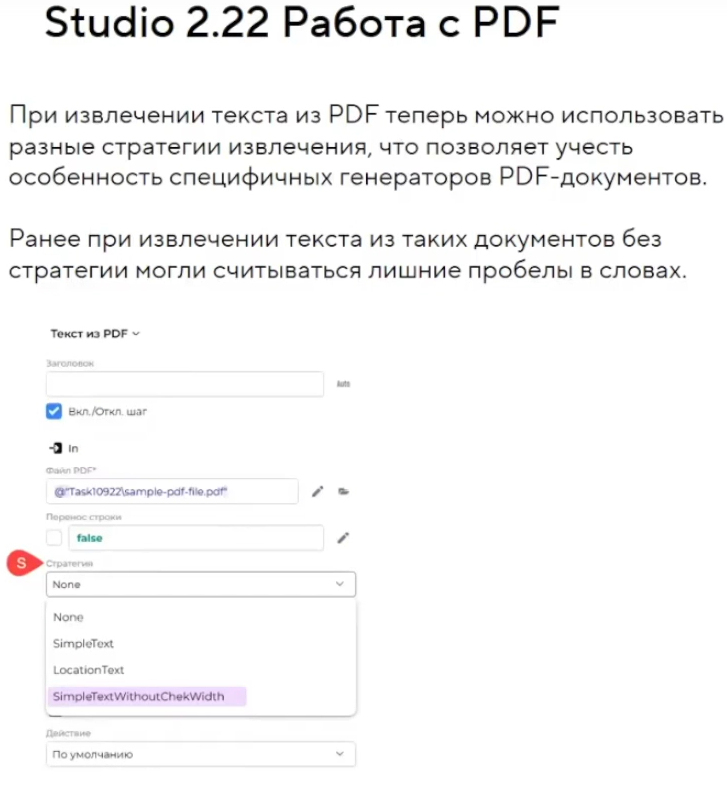 Studio 2.22 Работа с PDF
При извлечении текста из PDF теперь можно использовать
разные стратегии извлечения, что позволяет учесть
особенность специфичных генераторов PDF-документов.
Ранее при извлечении текста из таких документов без
стратегии могли считываться лишние пробелы в словах.
Текст из PDF
Заголовок
Вкл./Откл. шаг
In
Файл PDF*
@"Task10922\sample-pdf-file.pdf"
Перенос строки
false
S
Стратегия
None
None
SimpleText
LocationText
SimpleTextWithoutChekWidth
Действие
По умолчанию